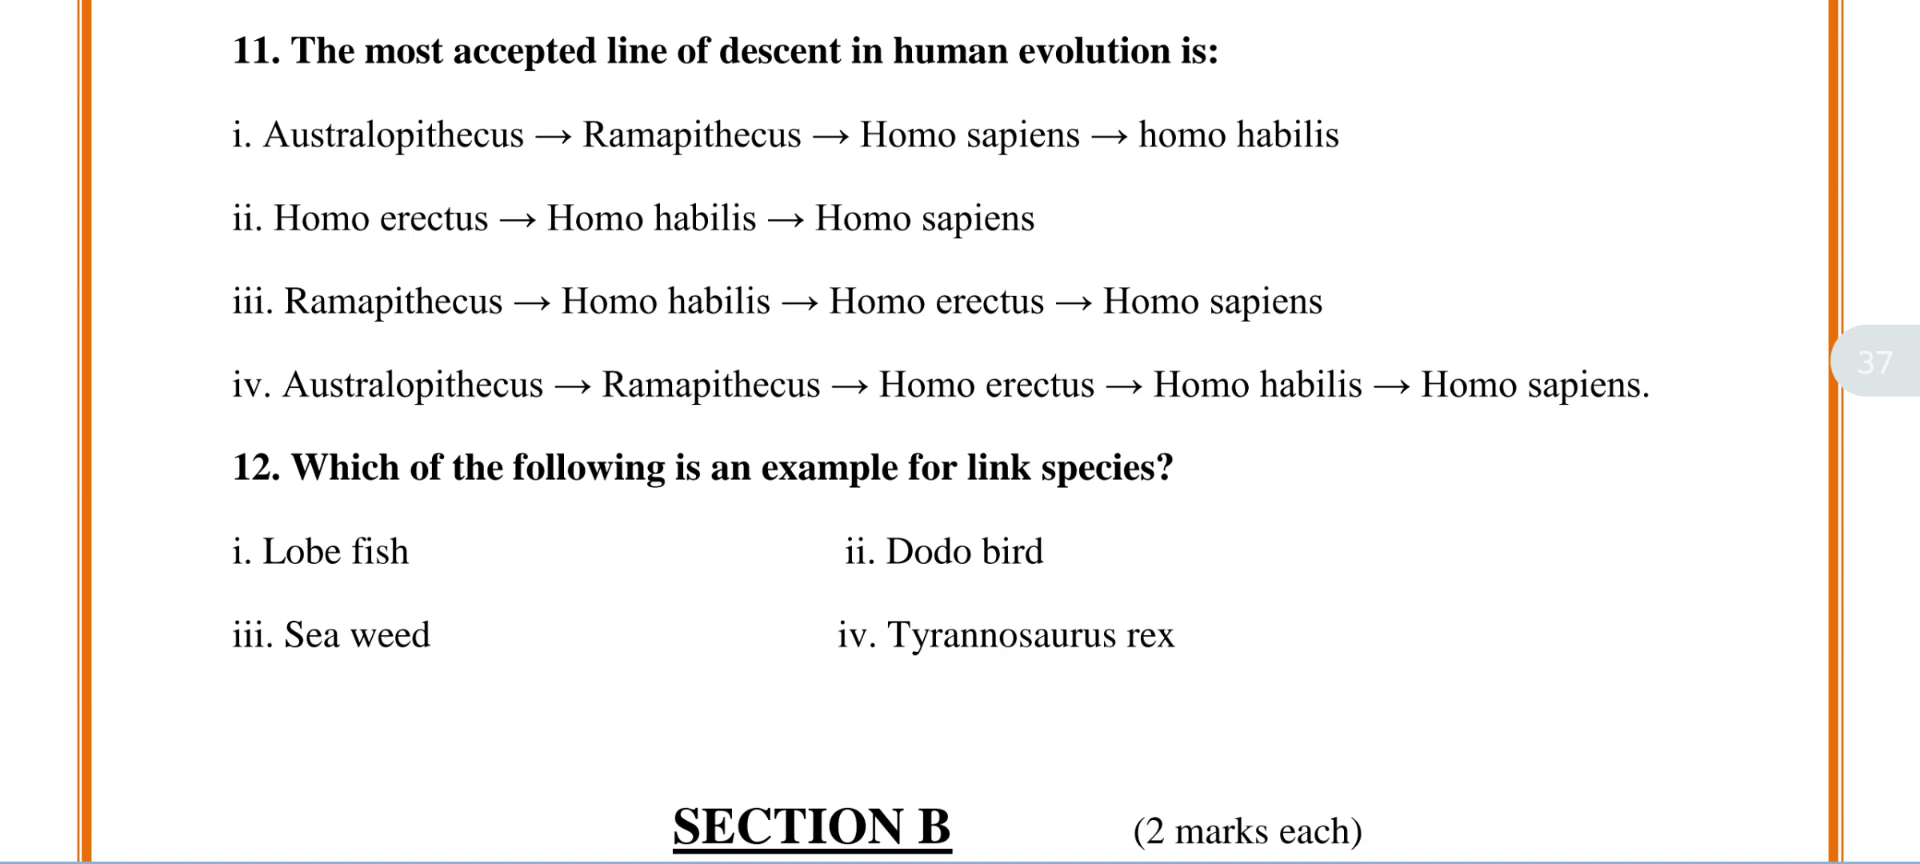 11. The most accepted line of descent in human evolution is:
i. Australopithecus → Ramapithecus → Homo sapiens → homo habilis
ii. Homo erectus → Homo habilis → Homo sapiens
iii. Ramapithecus → Homo habilis → Homo erectus → Homo sapiens
iv. Australopithecus → Ramapithecus → Homo erectus → Homo habilis → Homo sapiens.
37
12. Which of the following is an example for link species?
i. Lobe fish ii. Dodo bird
iii. Sea weed iv. Tyrannosaurus rex
SECTION B (2 marks each)